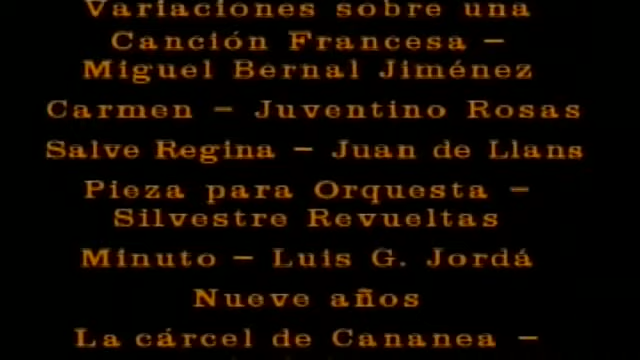 Variaciones sobre una
Canción Francesa –
Miguel Bernal Jiménez
Carmen – Juventino Rosas
Salve Regina – Juan de Llans
Pieza para Orquesta –
Silvestre Revueltas
Minuto – Luis G. Jordá
Nueve años
La cárcel de Cananea –